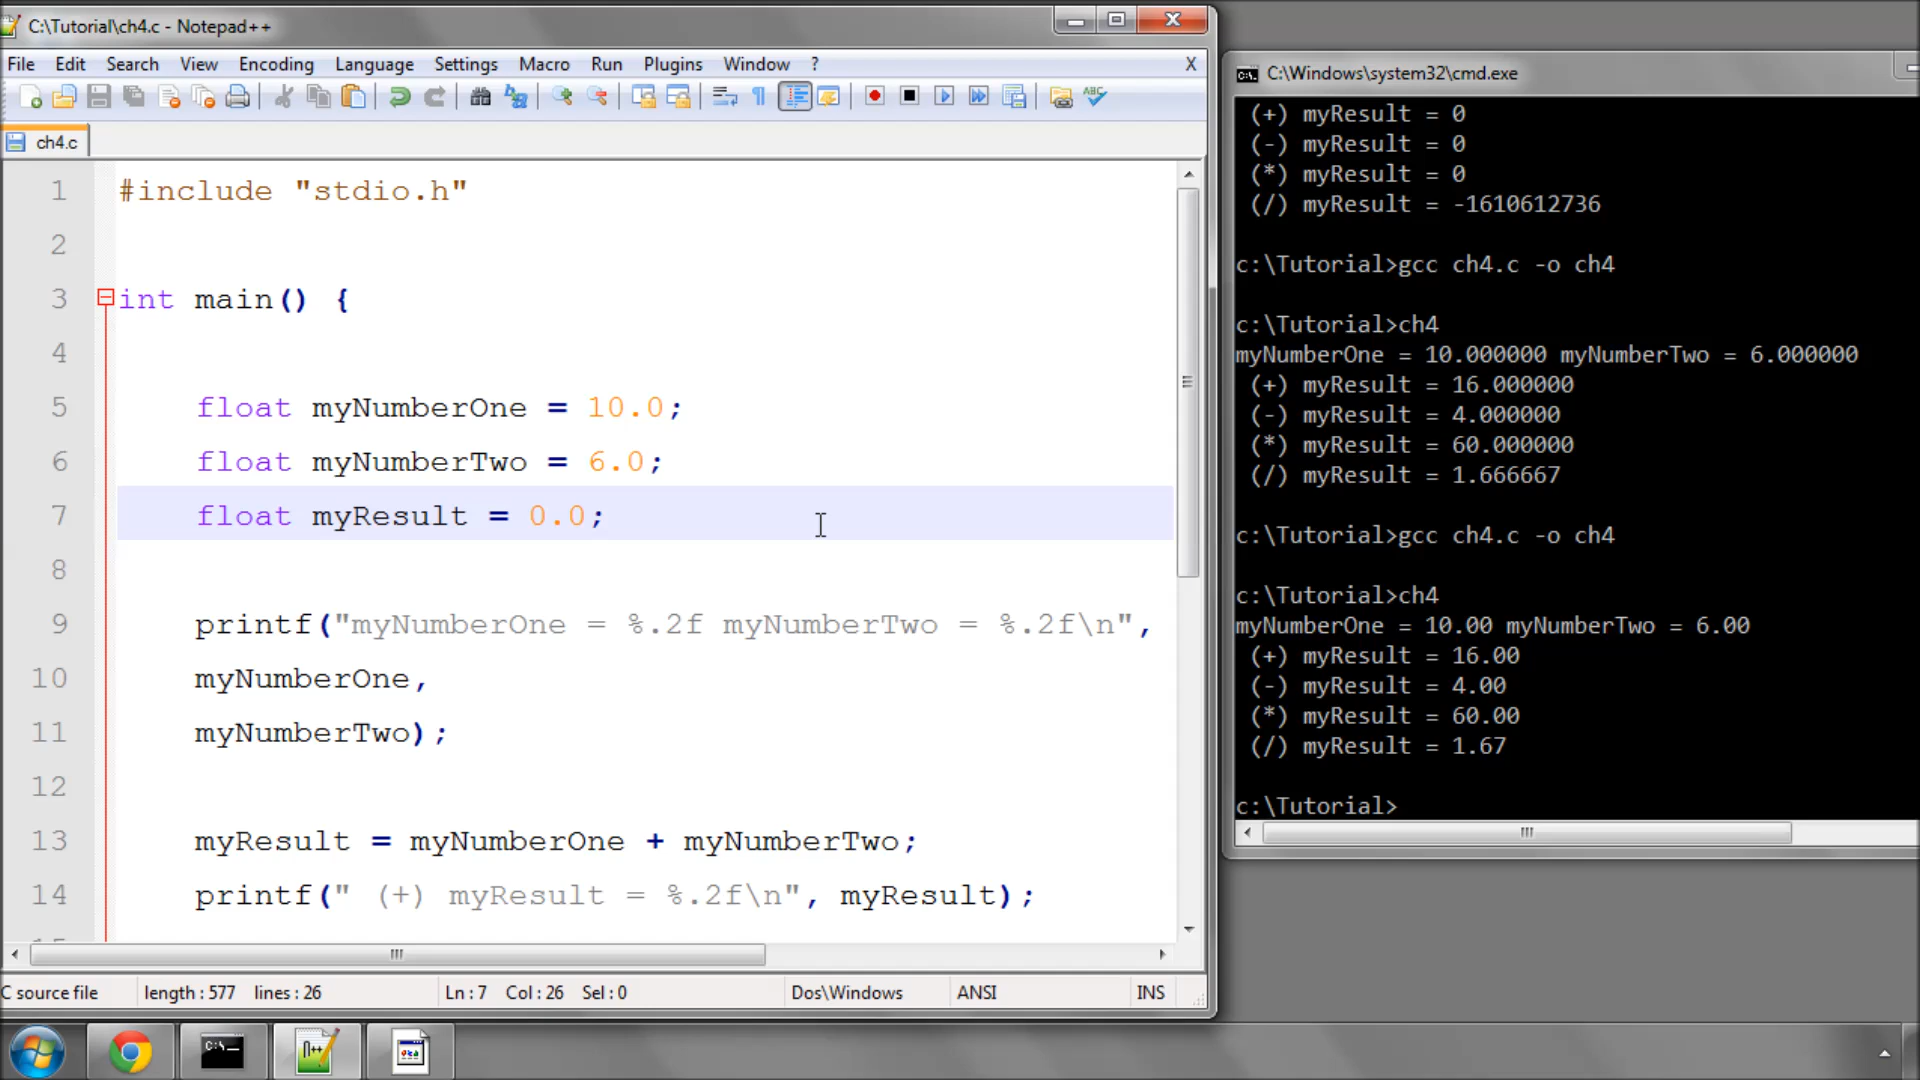 C:\Tutorial\ch4.c - Notepad++
File Edit Search View Encoding Language Settings Macro Run Plugins Window ? X
ch4.c
1 #include "stdio.h"
2
3 int main() {
4
5 float myNumberOne = 10.0;
6 float myNumberTwo = 6.0;
7 float myResult = 0.0;
8
9 printf("myNumberOne = %.2f myNumberTwo = %.2f\n",
10 myNumberOne,
11 myNumberTwo);
12
13 myResult = myNumberOne + myNumberTwo;
14 printf(" (+) myResult = %.2f\n", myResult);
C source file length : 577 lines : 26 Ln : 7 Col : 26 Sel : 0 Dos\Windows ANSI INS
C:\Windows\system32\cmd.exe
(+) myResult = 0
(-) myResult = 0
(*) myResult = 0
(/) myResult = -1610612736
c:\Tutorial>gcc ch4.c -o ch4
c:\Tutorial>ch4
myNumberOne = 10.000000 myNumberTwo = 6.000000
(+) myResult = 16.000000
(-) myResult = 4.000000
(*) myResult = 60.000000
(/) myResult = 1.666667
c:\Tutorial>gcc ch4.c -o ch4
c:\Tutorial>ch4
myNumberOne = 10.00 myNumberTwo = 6.00
(+) myResult = 16.00
(-) myResult = 4.00
(*) myResult = 60.00
(/) myResult = 1.67
c:\Tutorial>